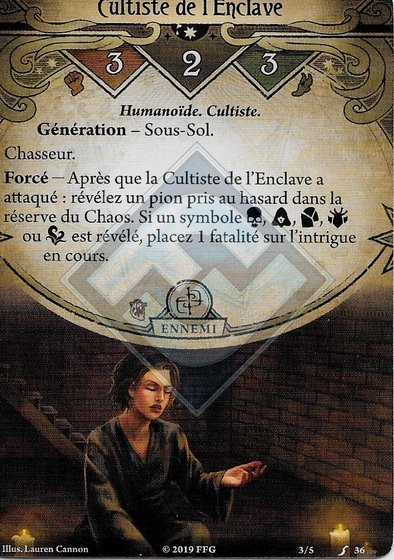 Cultiste de l'Enclave
3 2 3
Humanoïde. Cultiste.
Génération – Sous-Sol.
Chasseur.
Forcé – Après que la Cultiste de l'Enclave a
attaqué : révélez un pion pris au hasard dans la
réserve du Chaos. Si un symbole , , ,
ou est révélé, placez 1 fatalité sur l'intrigue
en cours.
ENNEMI
Illus. Lauren Cannon © 2019 FFG 3/5 36